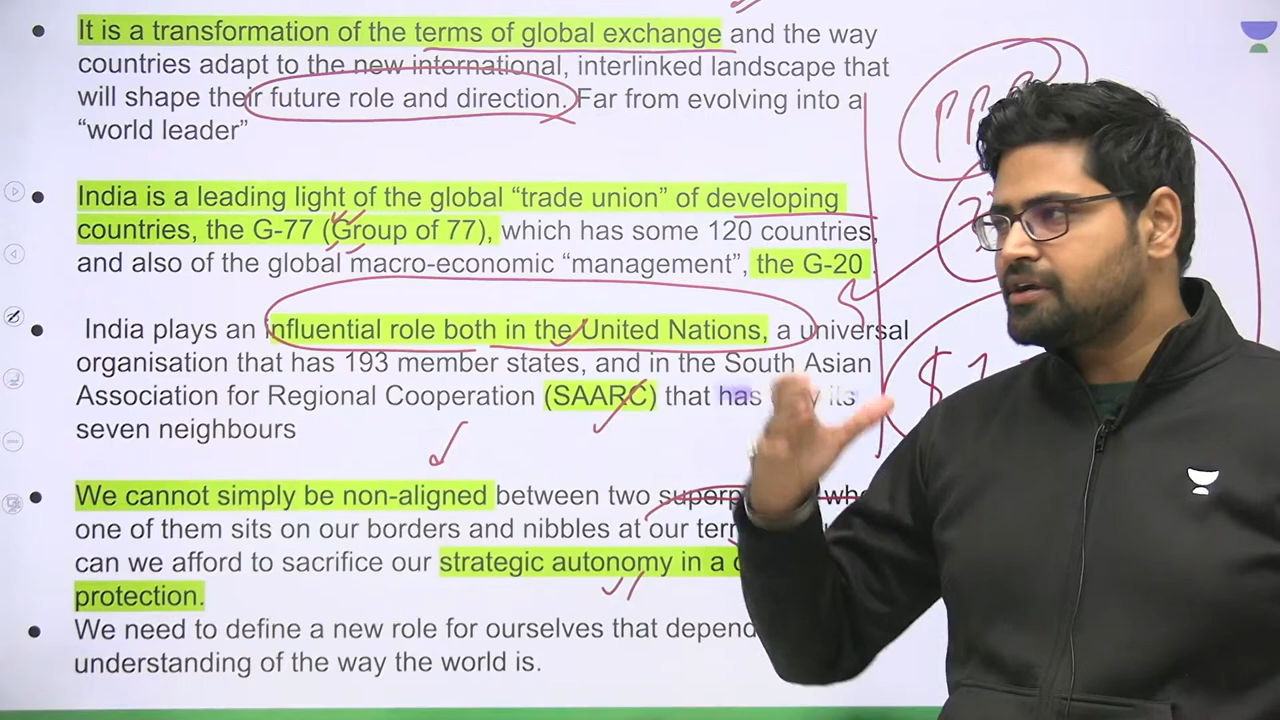 It is a transformation of the terms of global exchange and the way
countries adapt to the new international, interlinked landscape that
will shape their future role and direction. Far from evolving into a
“world leader”
India is a leading light of the global “trade union” of developing
countries, the G-77 (Group of 77), which has some 120 countries,
and also of the global macro-economic “management”, the G-20
India plays an influential role both in the United Nations, a universal
organisation that has 193 member states, and in the South Asian
Association for Regional Cooperation (SAARC) that has its
seven neighbours
We cannot simply be non-aligned between two
one of them sits on our borders and nibbles at our
can we afford to sacrifice our strategic autonomy in a
protection.
We need to define a new role for ourselves that
understanding of the way the world is.
PPP
$1